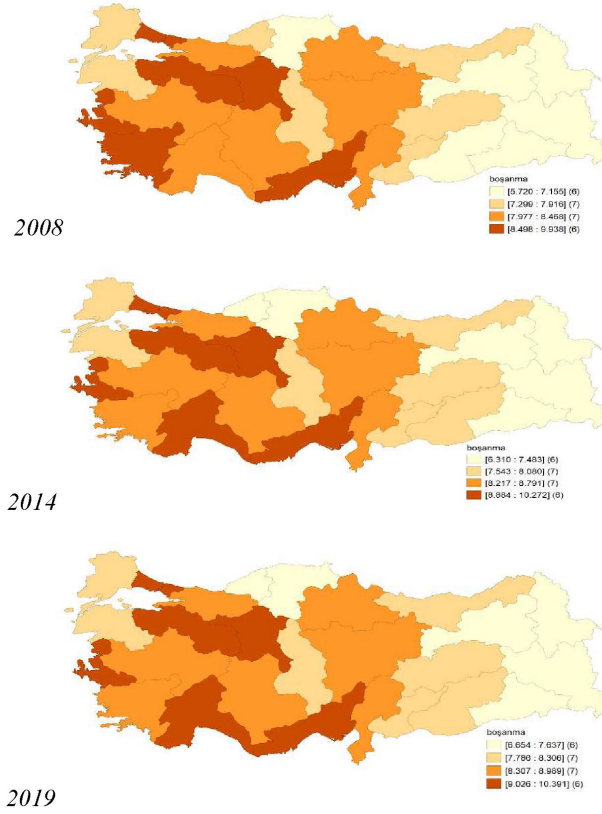 boşanma
[5.720 : 7.155] (6)
[7.299 : 7.916] (7)
[7.977 : 8.468] (7)
[8.498 : 9.938] (6)
2008
boşanma
[6.310 : 7.483] (6)
[7.543 : 8.080] (7)
[8.217 : 8.791] (7)
[8.884 : 10.272] (6)
2014
boşanma
[6.654 : 7.637] (6)
[7.786 : 8.306] (7)
[8.307 : 8.989] (7)
[9.026 : 10.391] (6)
2019